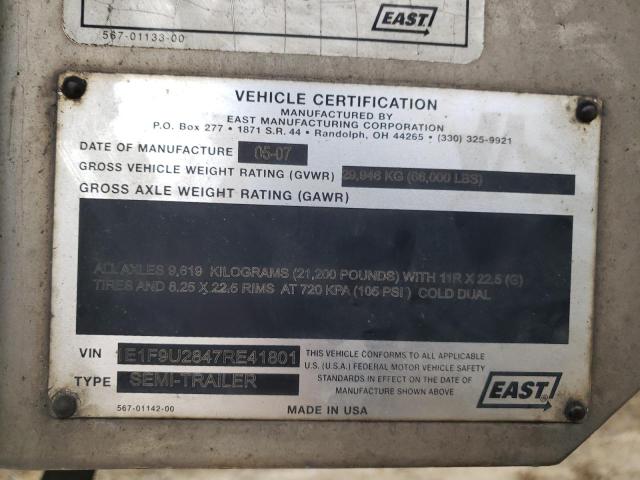 EAST
567-01133-00
VEHICLE CERTIFICATION
MANUFACTURED BY
EAST MANUFACTURING CORPORATION
P.O. Box 277 • 1871 S.R. 44 • Randolph, OH 44265 • (330) 325-9921
DATE OF MANUFACTURE 05-07
GROSS VEHICLE WEIGHT RATING (GVWR) 29,946 KG (66,000 LBS)
GROSS AXLE WEIGHT RATING (GAWR)
ALL AXLES 9,619 KILOGRAMS (21,200 POUNDS) WITH 11R X 22.5 (G)
TIRES AND 8.25 X 22.5 RIMS AT 720 KPA (105 PSI) COLD DUAL
VIN 1E1F9U2847RE41801
TYPE SEMI-TRAILER
THIS VEHICLE CONFORMS TO ALL APPLICABLE
U.S. (U.S.A.) FEDERAL MOTOR VEHICLE SAFETY
STANDARDS IN EFFECT ON THE DATE OF
MANUFACTURE SHOWN ABOVE
EAST®
567-01142-00
MADE IN USA